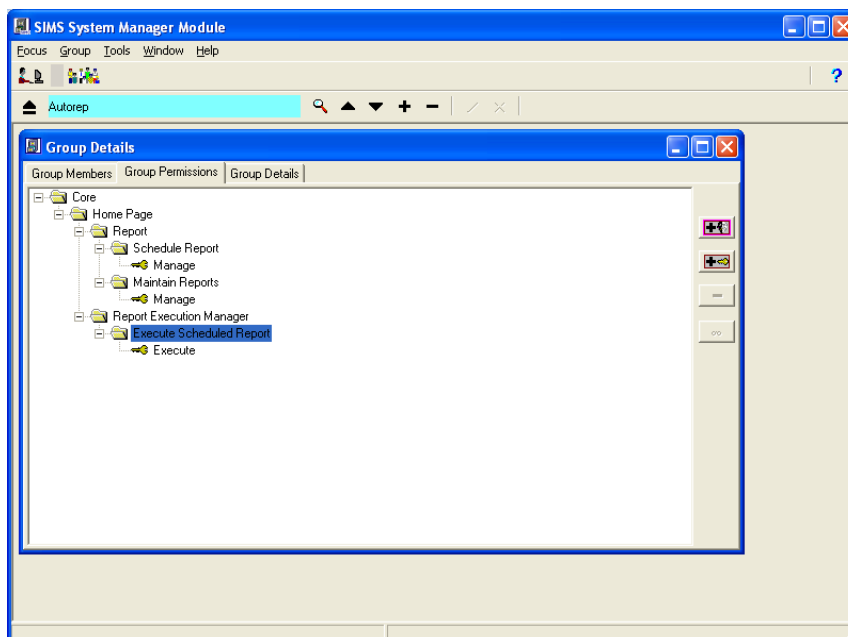 SIMS System Manager Module
Focus Group Tools Window Help
?
Autorep
Group Details
Group Members Group Permissions Group Details
Core
Home Page
Report
Schedule Report
Manage
Maintain Reports
Manage
Report Execution Manager
Execute Scheduled Report
Execute